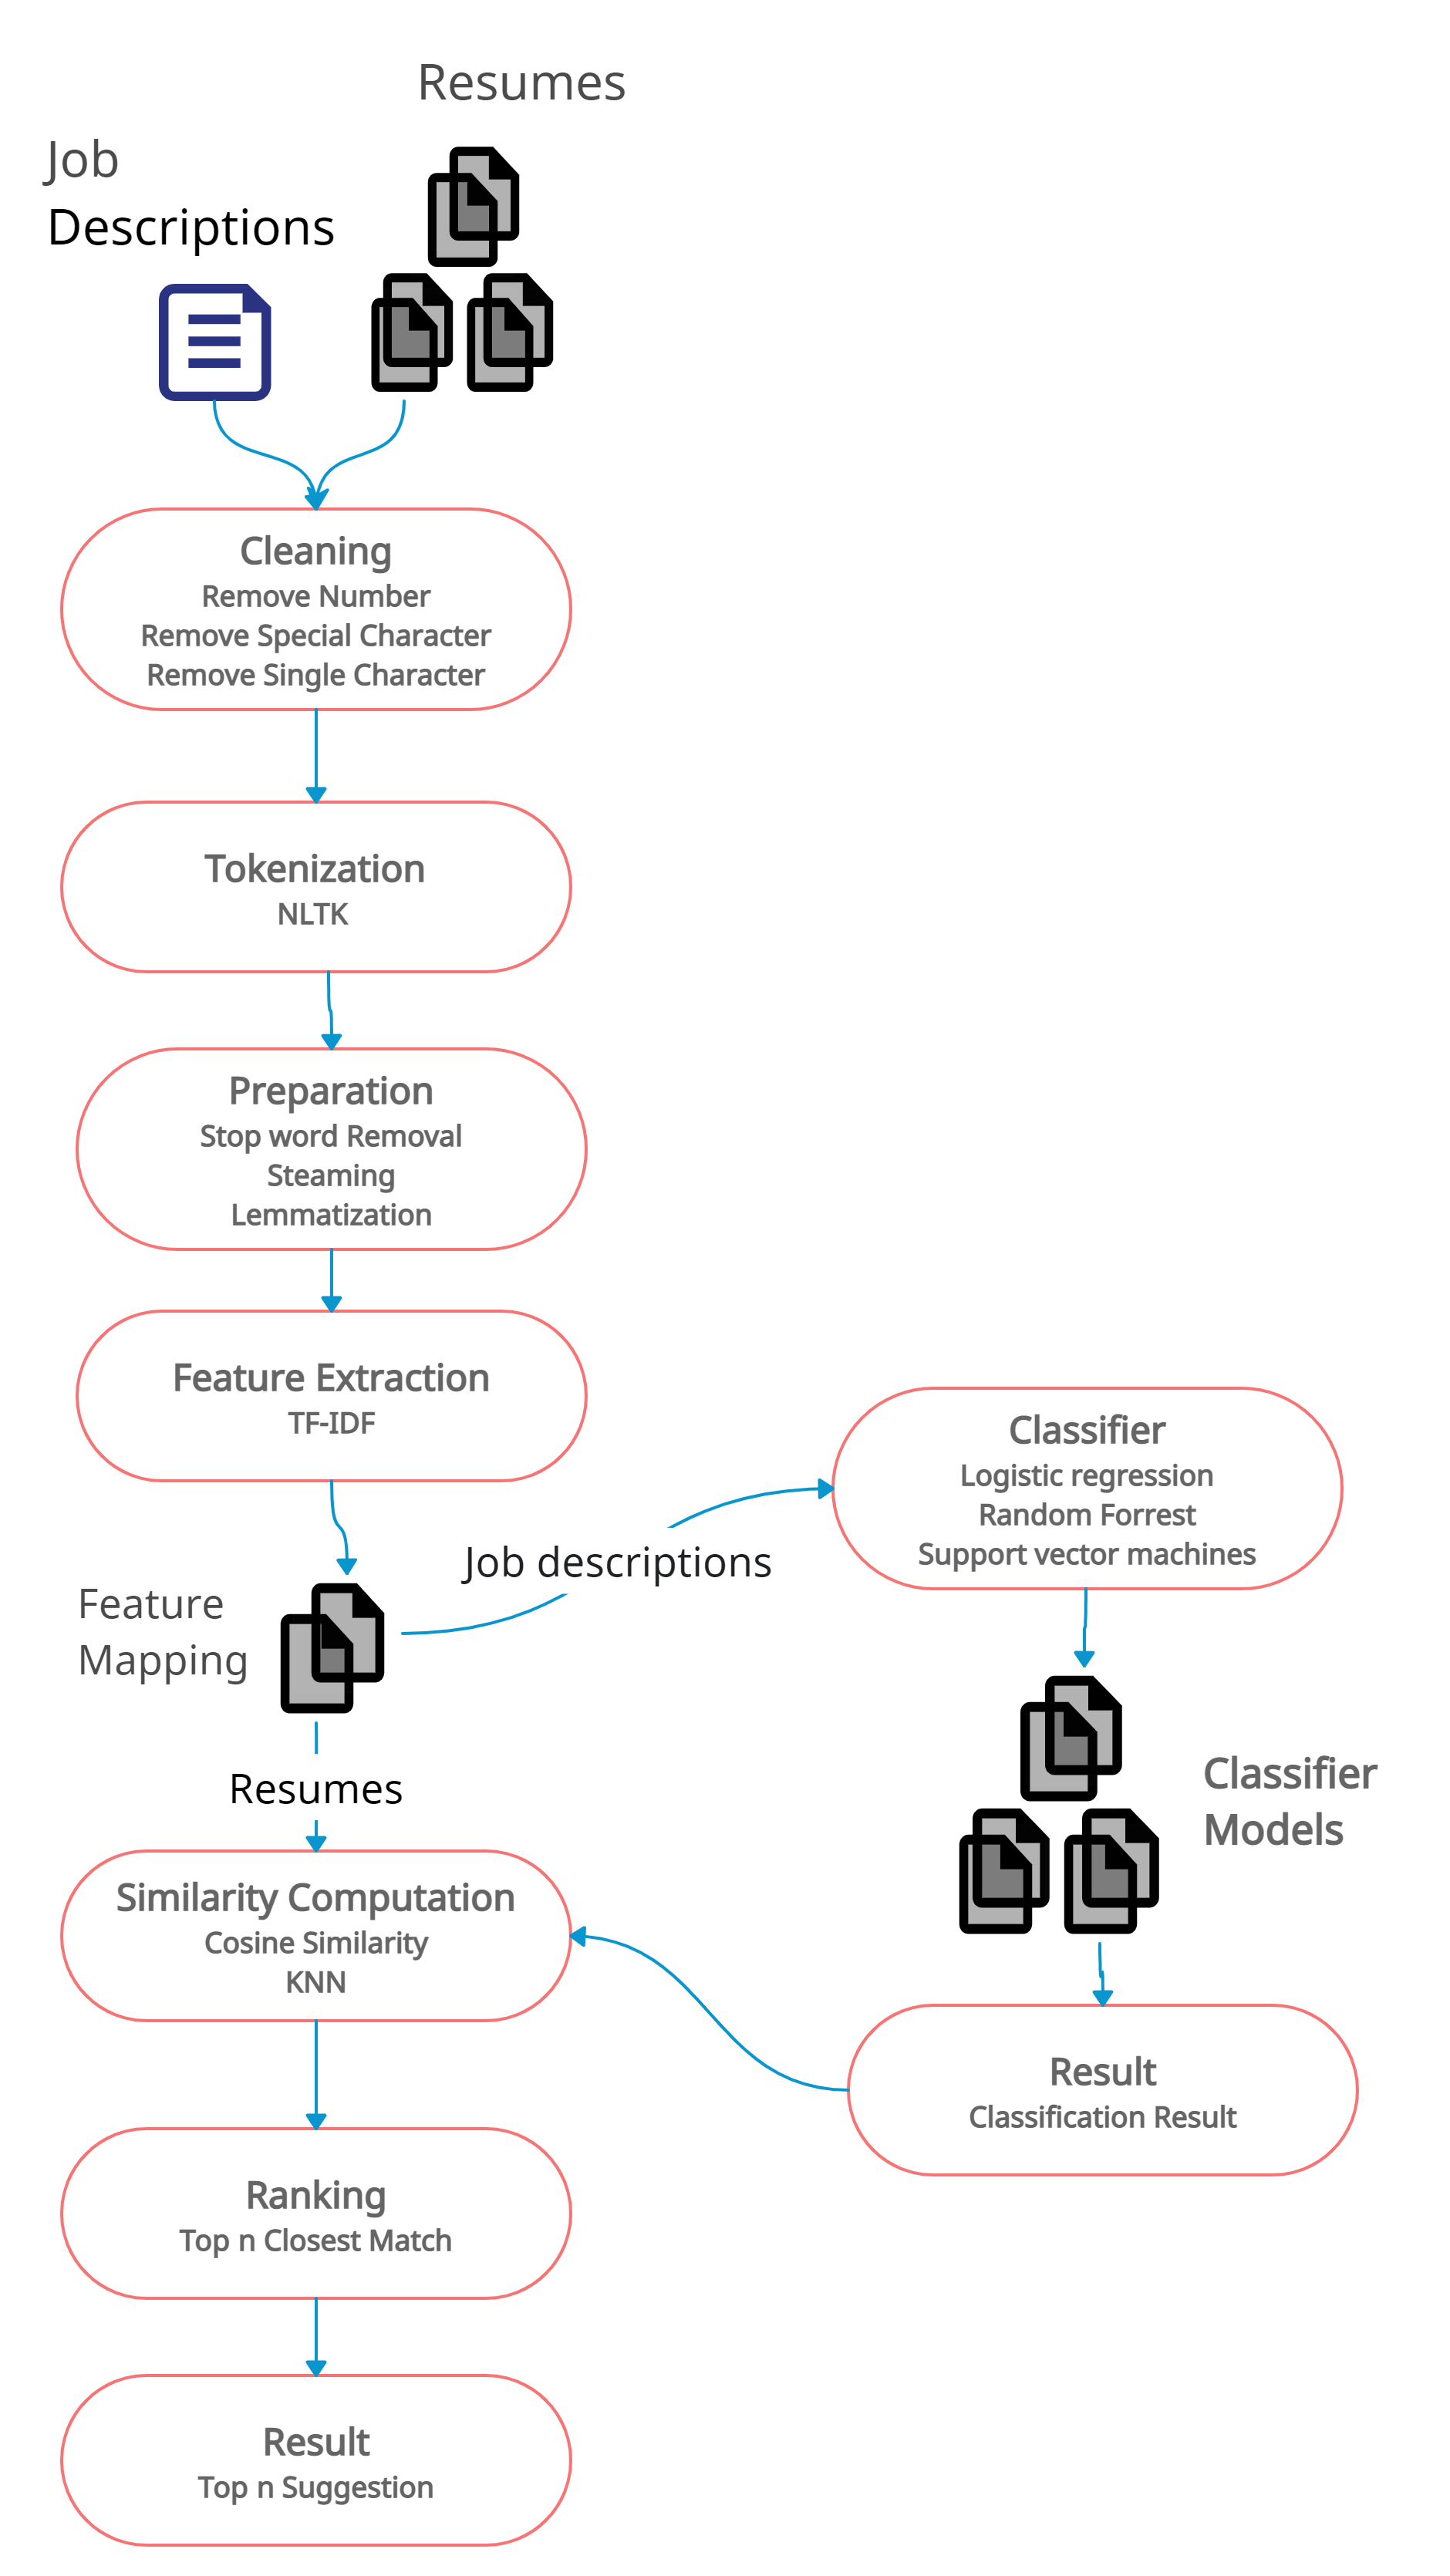 Resumes
Job
Descriptions
Cleaning
Remove Number
Remove Special Character
Remove Single Character
Tokenization
NLTK
Preparation
Stop word Removal
Steaming
Lemmatization
Feature Extraction
TF-IDF
Classifier
Logistic regression
Random Forrest
Support vector machines
Job descriptions
Feature
Mapping
Resumes
Classifier
Models
Similarity Computation
Cosine Similarity
KNN
Result
Classification Result
Ranking
Top n Closest Match
Result
Top n Suggestion